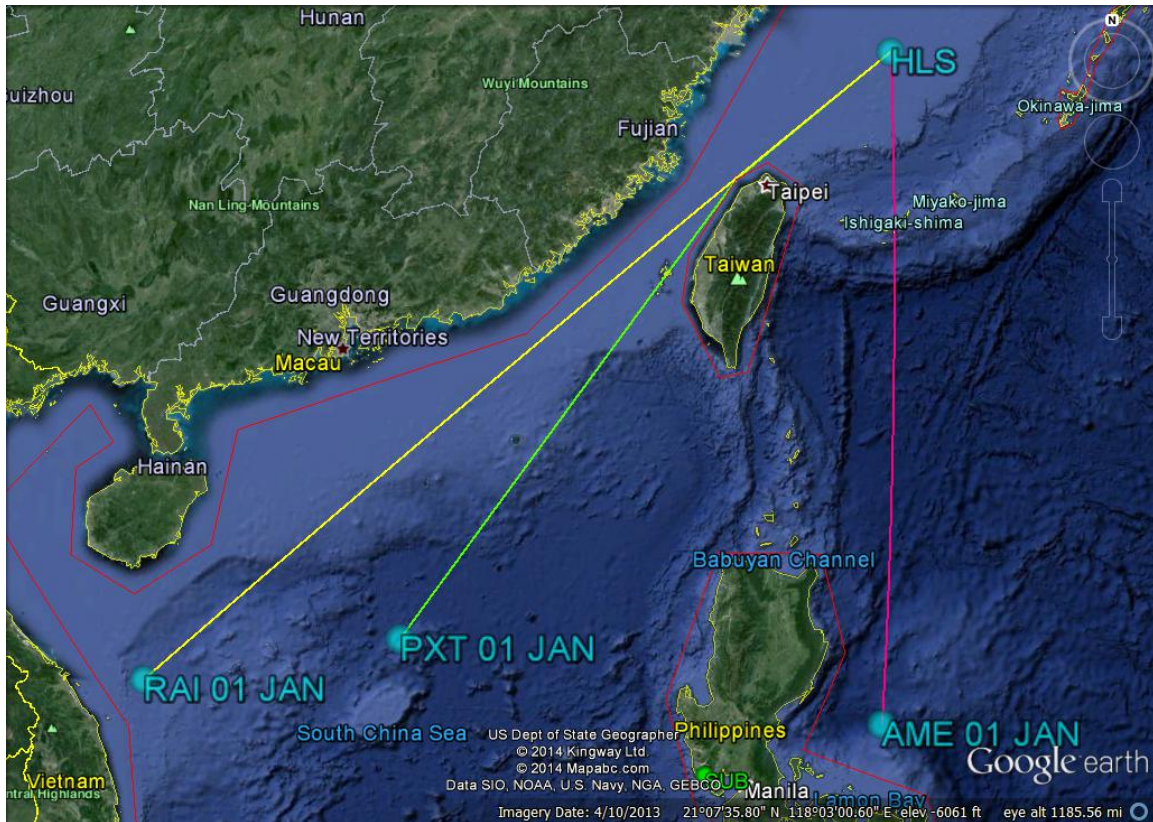 Hunan
N
HLS
Wuyi Mountains
Okinawa-jima
Fujian
Taipei
Nan Ling-Mountains
Miyako-jima
Ishigaki-shima
Taiwan
Guangxi
Guangdong
New Territories
Macau
Hainan
Babuyan Channel
PXT 01 JAN
RAI 01 JAN
South China Sea
US Dept of State Geographer
© 2014 Kingway Ltd.
© 2014 Mapabc.com
Data SIO, NOAA, U.S. Navy, NGA, GEBCO
Philippines
AME 01 JAN
Google earth
Vietnam
SUB
Manila
Lamon Bay
ntral Highlands
Imagery Date: 4/10/2013 21°07'35.80" N 118°03'00.60" E elev -6061 ft eye alt 1185.56 mi